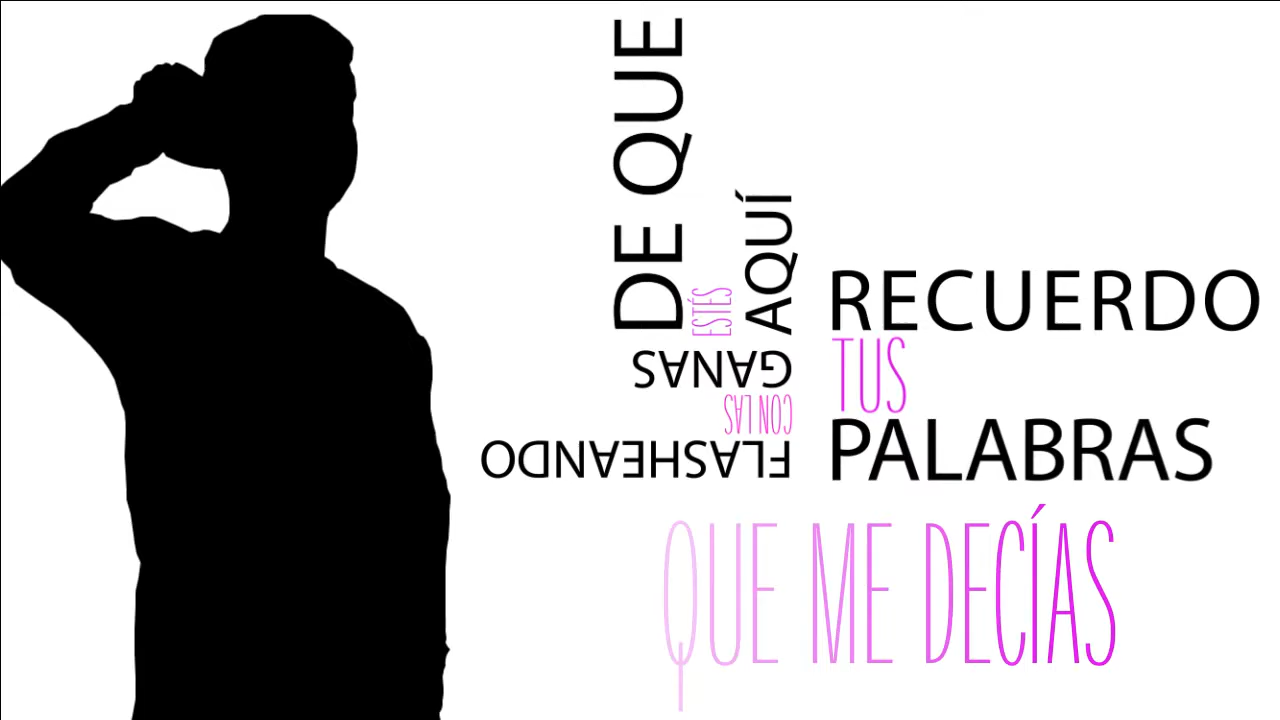 FLASHEANDO
CON LAS
GANAS
DE QUE
ESTÉS
AQUÍ
RECUERDO
TUS
PALABRAS
QUE ME DECÍAS